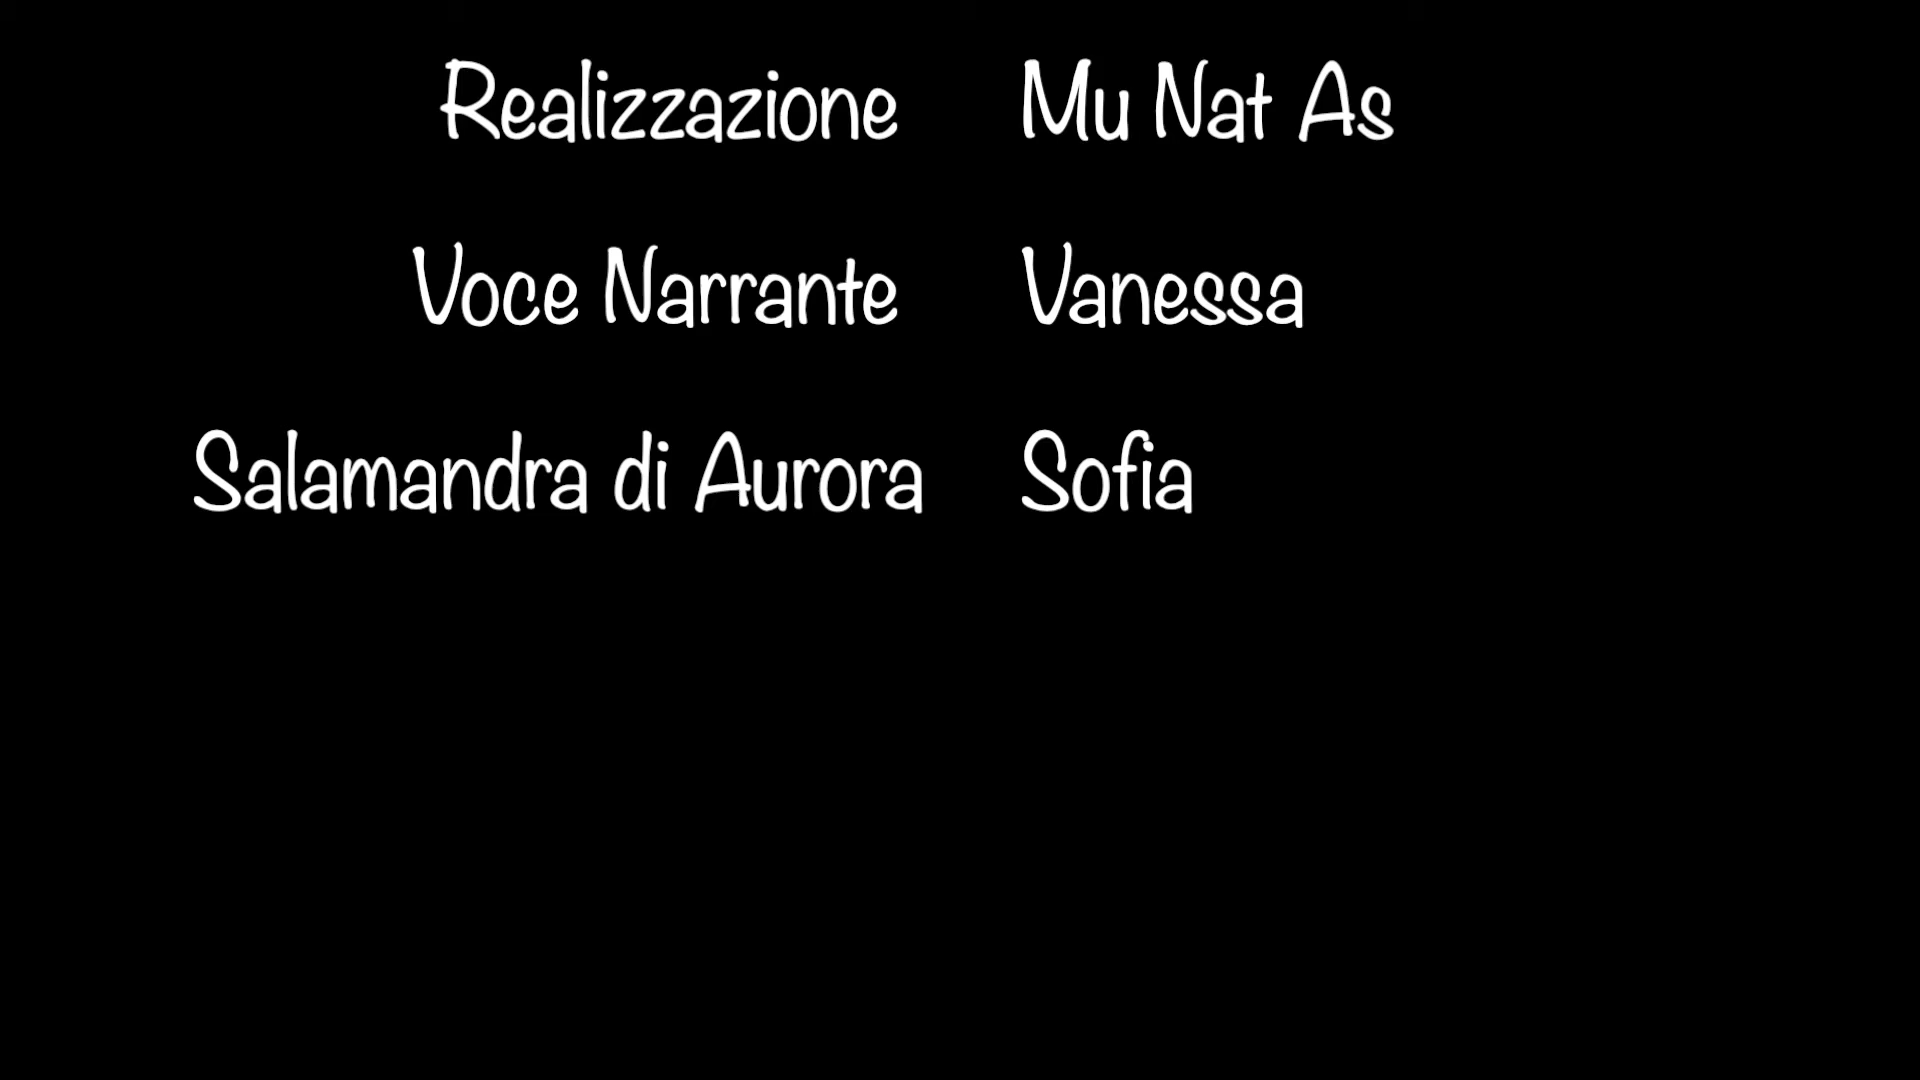 Realizzazione Mu Nat As
Voce Narrante Vanessa
Salamandra di Aurora Sofia